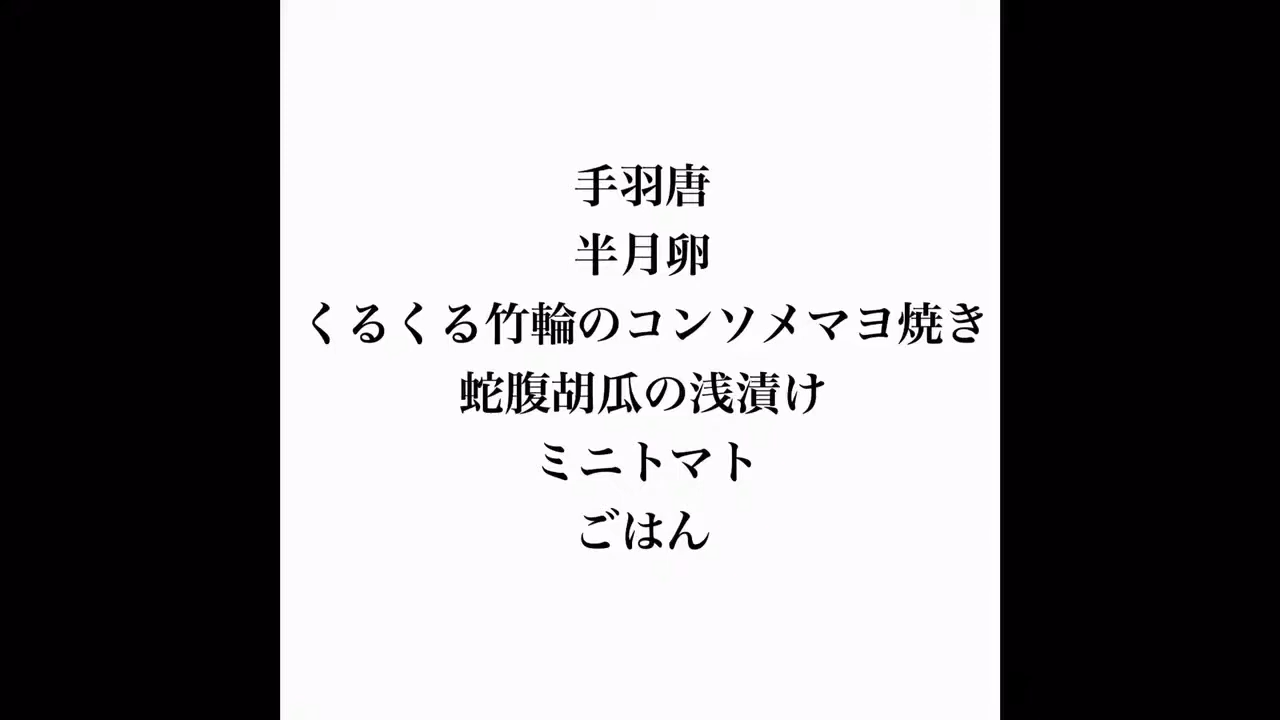 手羽唐
半月卵
くるくる竹輪のコンソメマヨ焼き
蛇腹胡瓜の浅漬け
ミニトマト
ごはん